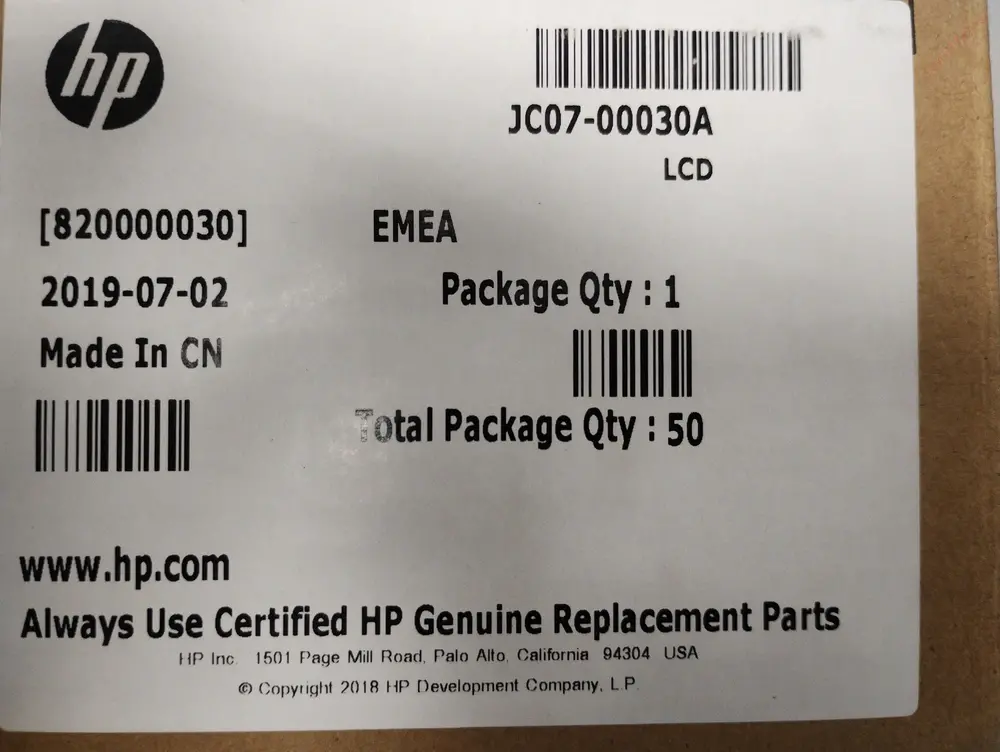 hp
JC07-00030A
LCD
[820000030] EMEA
2019-07-02 Package Qty : 1
Made In CN
Total Package Qty : 50
www.hp.com
Always Use Certified HP Genuine Replacement Parts
HP Inc. 1501 Page Mill Road, Palo Alto, California 94304 USA
© Copyright 2018 HP Development Company, L.P.